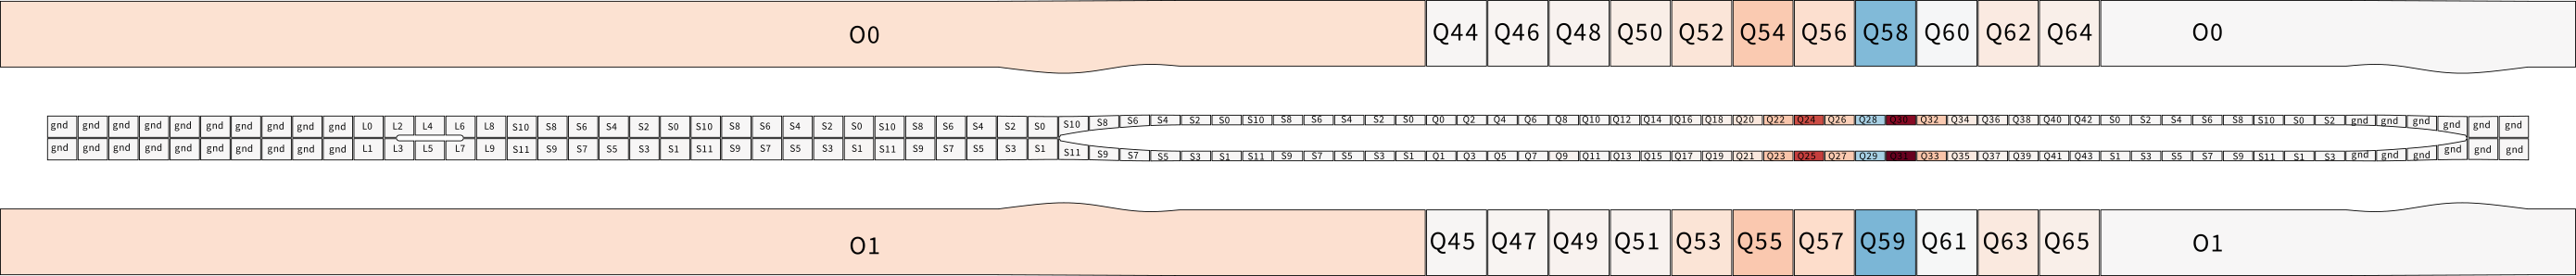 O0 Q44 Q46 Q48 Q50 Q52 Q54 Q56 Q58 Q60 Q62 Q64 O0
gnd gnd gnd gnd gnd gnd gnd gnd gnd gnd L0 L2 L4 L6 L8 S10 S8 S6 S4 S2 S0 S10 S8 S6 S4 S2 S0 S10 S8 S6 S4 S2 S0 S10 S8 S6 S4 S2 S0 S10 S8 S6 S4 S2 S0 Q0 Q2 Q4 Q6 Q8 Q10 Q12 Q14 Q16 Q18 Q20 Q22 Q24 Q26 Q28 Q30 Q32 Q34 Q36 Q38 Q40 Q42 S0 S2 S4 S6 S8 S10 S0 S2 gnd gnd gnd gnd gnd gnd
gnd gnd gnd gnd gnd gnd gnd gnd gnd gnd L1 L3 L5 L7 L9 S11 S9 S7 S5 S3 S1 S11 S9 S7 S5 S3 S1 S11 S9 S7 S5 S3 S1 S11 S9 S7 S5 S3 S1 S11 S9 S7 S5 S3 S1 Q1 Q3 Q5 Q7 Q9 Q11 Q13 Q15 Q17 Q19 Q21 Q23 Q25 Q27 Q29 Q31 Q33 Q35 Q37 Q39 Q41 Q43 S1 S3 S5 S7 S9 S11 S1 S3 gnd gnd gnd gnd gnd gnd
O1 Q45 Q47 Q49 Q51 Q53 Q55 Q57 Q59 Q61 Q63 Q65 O1